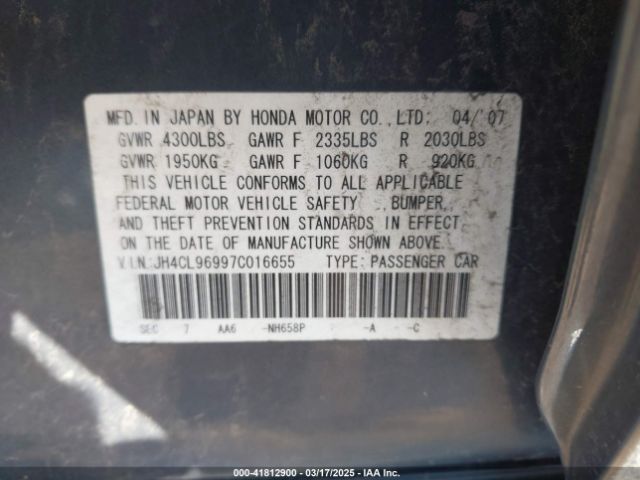 MFD. IN JAPAN BY HONDA MOTOR CO., LTD. 04/ 07
GVWR 4300LBS GAWR F 2335LBS R 2030LBS
GVWR 1950KG GAWR F 1060KG R 920KG
THIS VEHICLE CONFORMS TO ALL APPLICABLE
FEDERAL MOTOR VEHICLE SAFETY , BUMPER,
AND THEFT PREVENTION STANDARDS IN EFFECT
ON THE DATE OF MANUFACTURE SHOWN ABOVE.
V.I.N: JH4CL96997C016655 TYPE: PASSENGER CAR
SEC 7 AA6 -NH658P -A -C
00-41812900 - 03/17/2025 - IAA Inc.